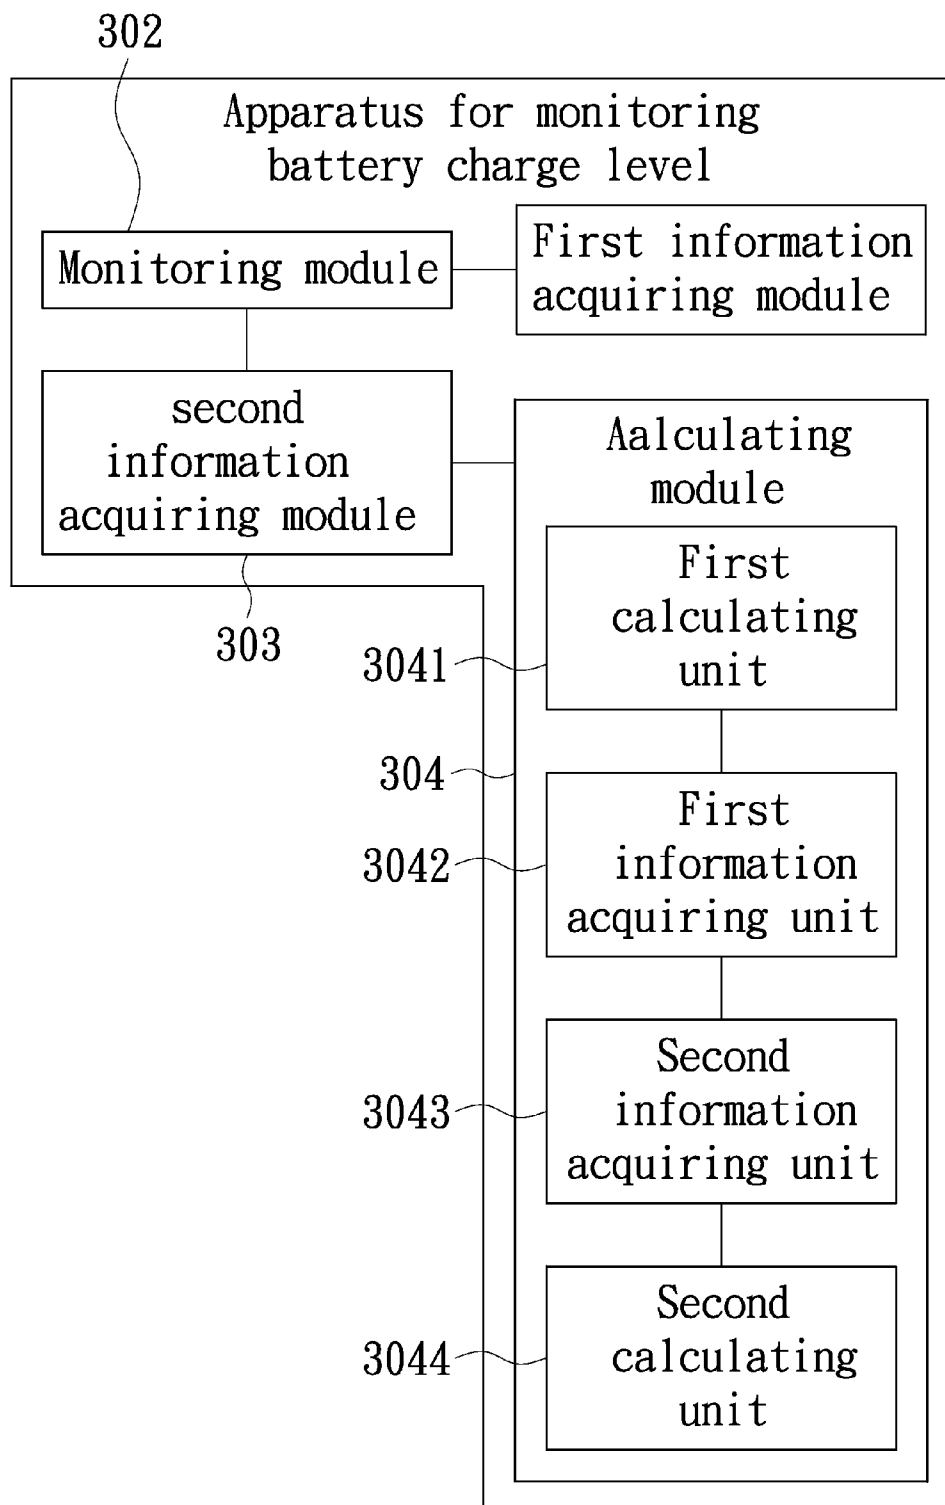 302
Apparatus for monitoring
battery charge level
Monitoring module
First information
acquiring module
second
information
acquiring module
303
Aalculating
module
First
calculating
unit
3041
304
First
information
acquiring unit
3042
Second
information
acquiring unit
3043
Second
calculating
unit
3044